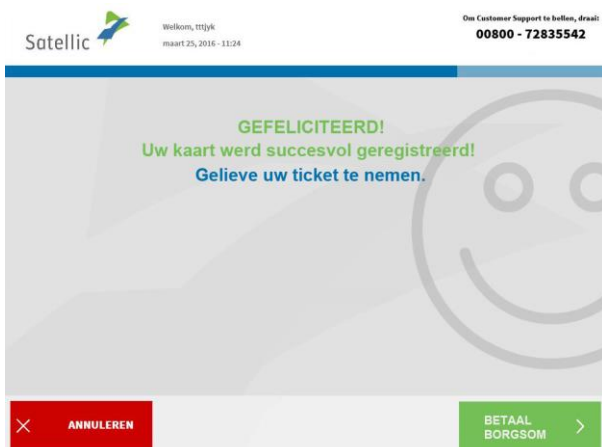 Satellic
Welkom, tttjyk
maart 25, 2016 - 11:24
Om Customer Support te bellen, draai:
00800 - 72835542
GEFELICITEERD!
Uw kaart werd succesvol geregistreerd!
Gelieve uw ticket te nemen.
ANNULEREN
BETAAL
BORGSOM